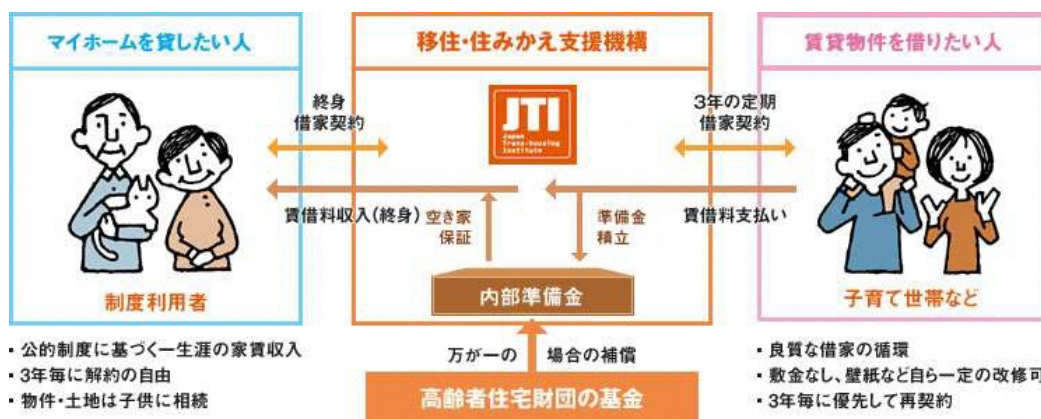 マイホームを貸したい人
移住・住みかえ支援機構
賃貸物件を借りたい人
終身
借家契約
JTI
Japan
Trans-housing
Institute
3年の定期
借家契約
賃借料収入(終身)
空き家
保証
準備金
積立
賃借料支払い
内部準備金
制度利用者
子育て世帯など
▪ 公的制度に基づく一生涯の家賃収入
▪ 3年毎に解約の自由
▪ 物件・土地は子供に相続
万が一の 場合の補償
高齢者住宅財団の基金
▪ 良質な借家の循環
▪ 敷金なし、壁紙など自ら一定の改修可
▪ 3年毎に優先して再契約